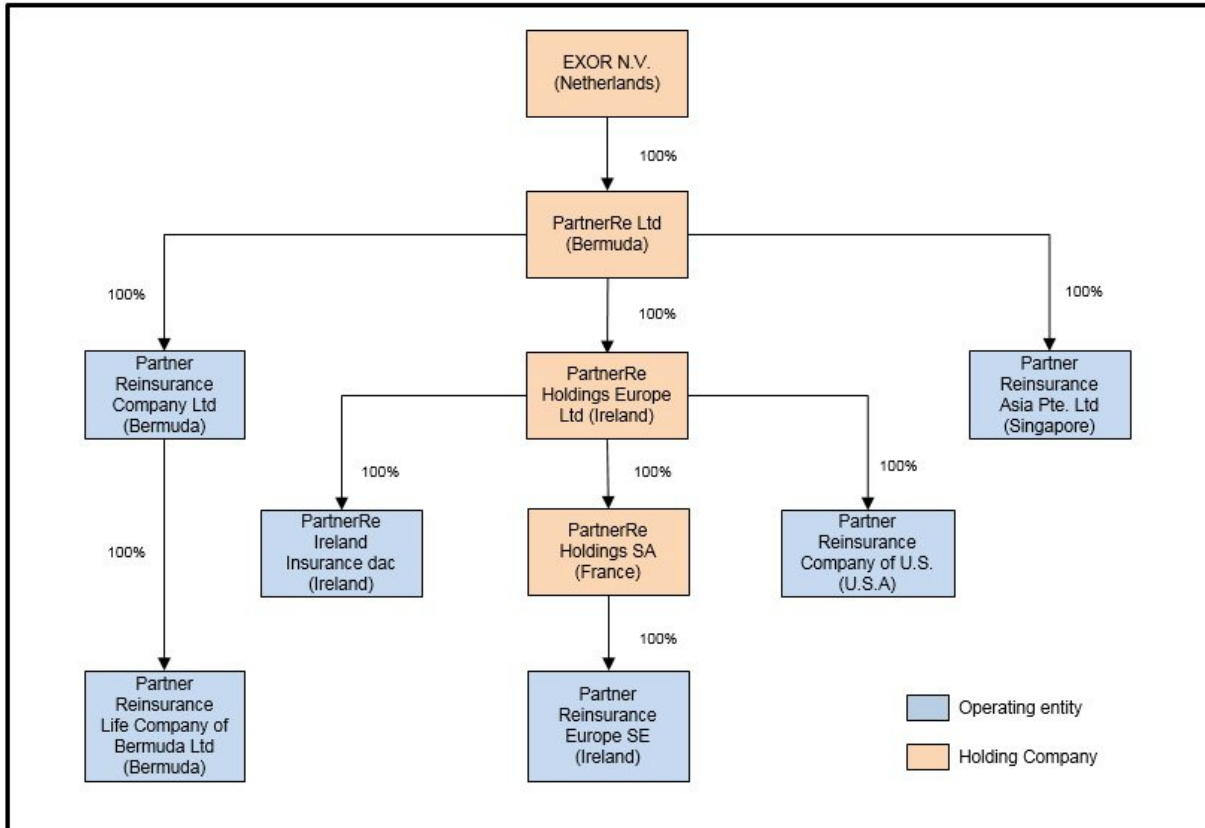 EXOR N.V.
(Netherlands)
100%
PartnerRe Ltd
(Bermuda)
100%
100%
100%
Partner
Reinsurance
Company Ltd
(Bermuda)
PartnerRe
Holdings Europe
Ltd (Ireland)
Partner
Reinsurance
Asia Pte. Ltd
(Singapore)
100%
100%
100%
100%
PartnerRe
Ireland
Insurance dac
(Ireland)
PartnerRe
Holdings SA
(France)
Partner
Reinsurance
Company of U.S.
(U.S.A)
100%
Partner
Reinsurance
Life Company of
Bermuda Ltd
(Bermuda)
Partner
Reinsurance
Europe SE
(Ireland)
Operating entity
Holding Company